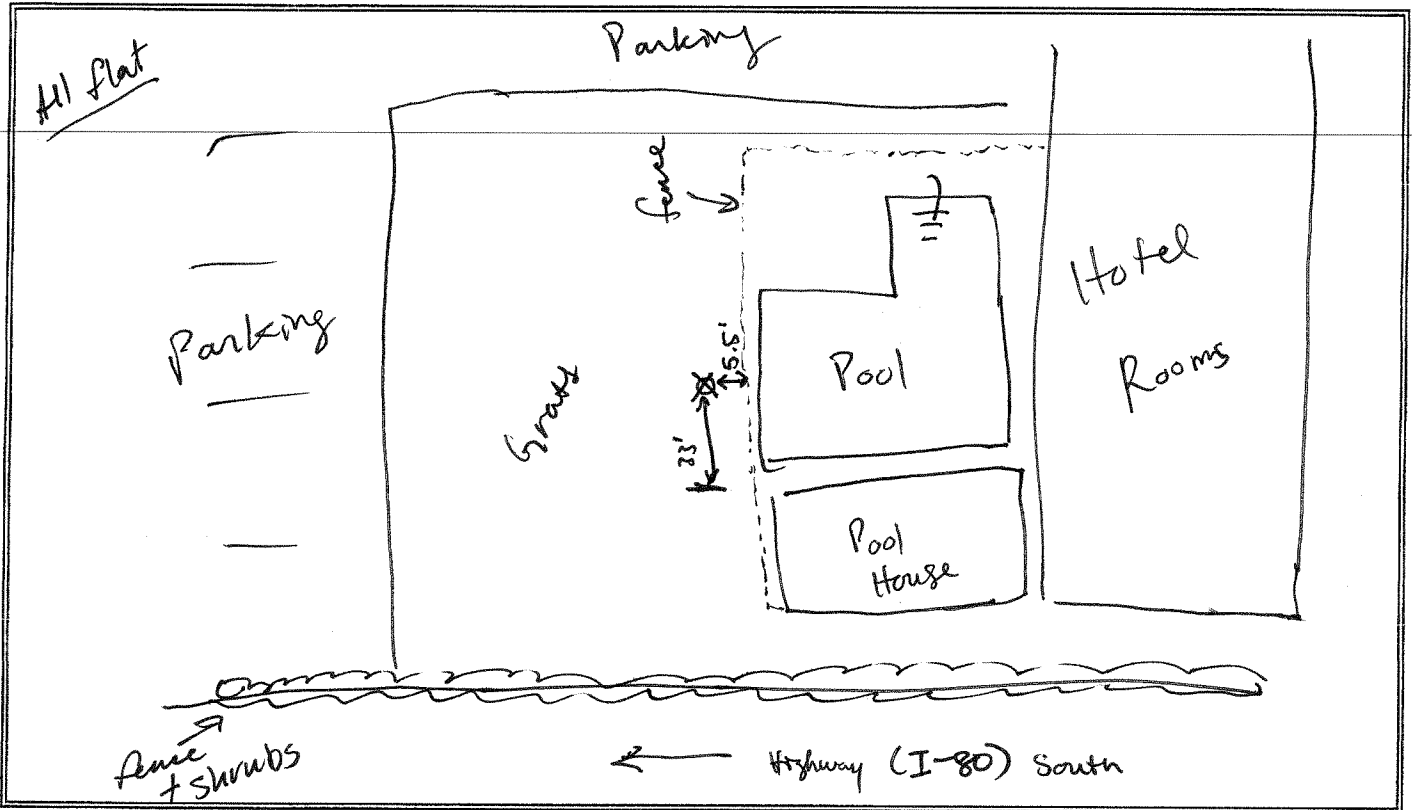 Parking
All flat
fence
Hotel
Rooms
Parking
5.5'
Pool
Grass
33'
Pool
House
fence
+ shrubs
Highway (I-80) South